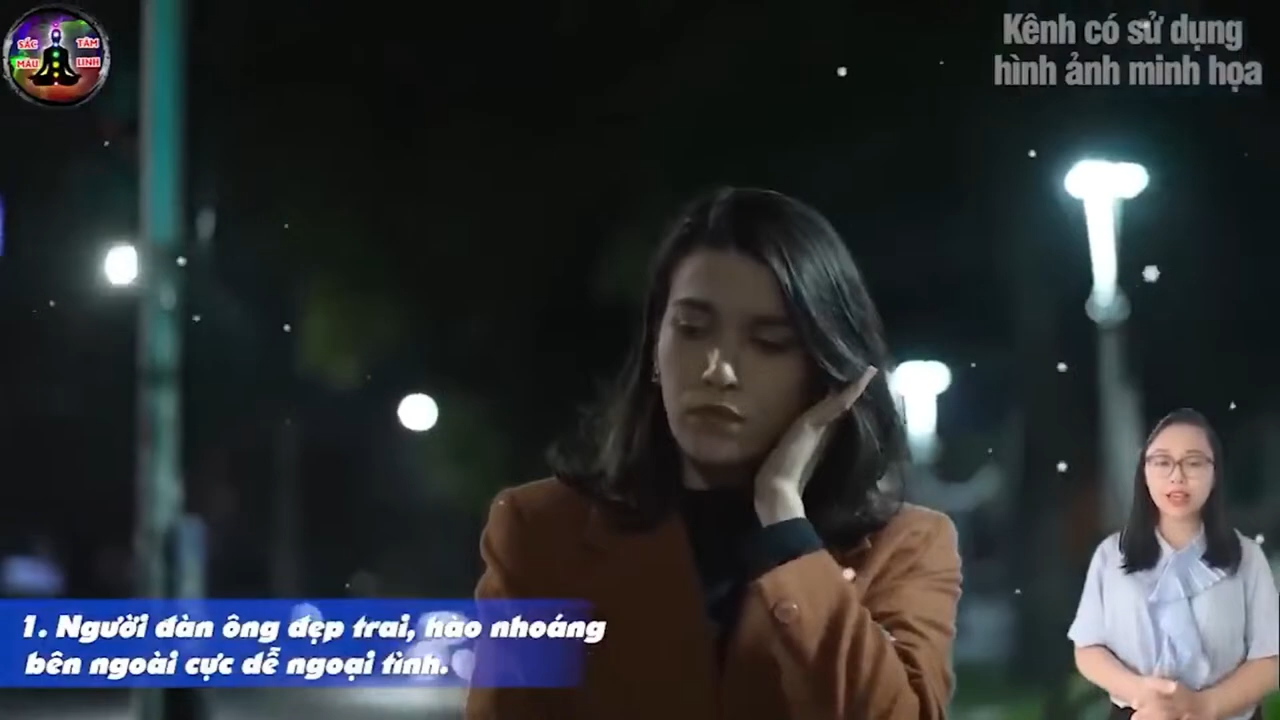 SẮC
MÀU
TÂM
LINH
Kênh có sử dụng
hình ảnh minh họa
1. Người đàn ông đẹp trai, hào nhoáng
bên ngoài cực dễ ngoại tình.